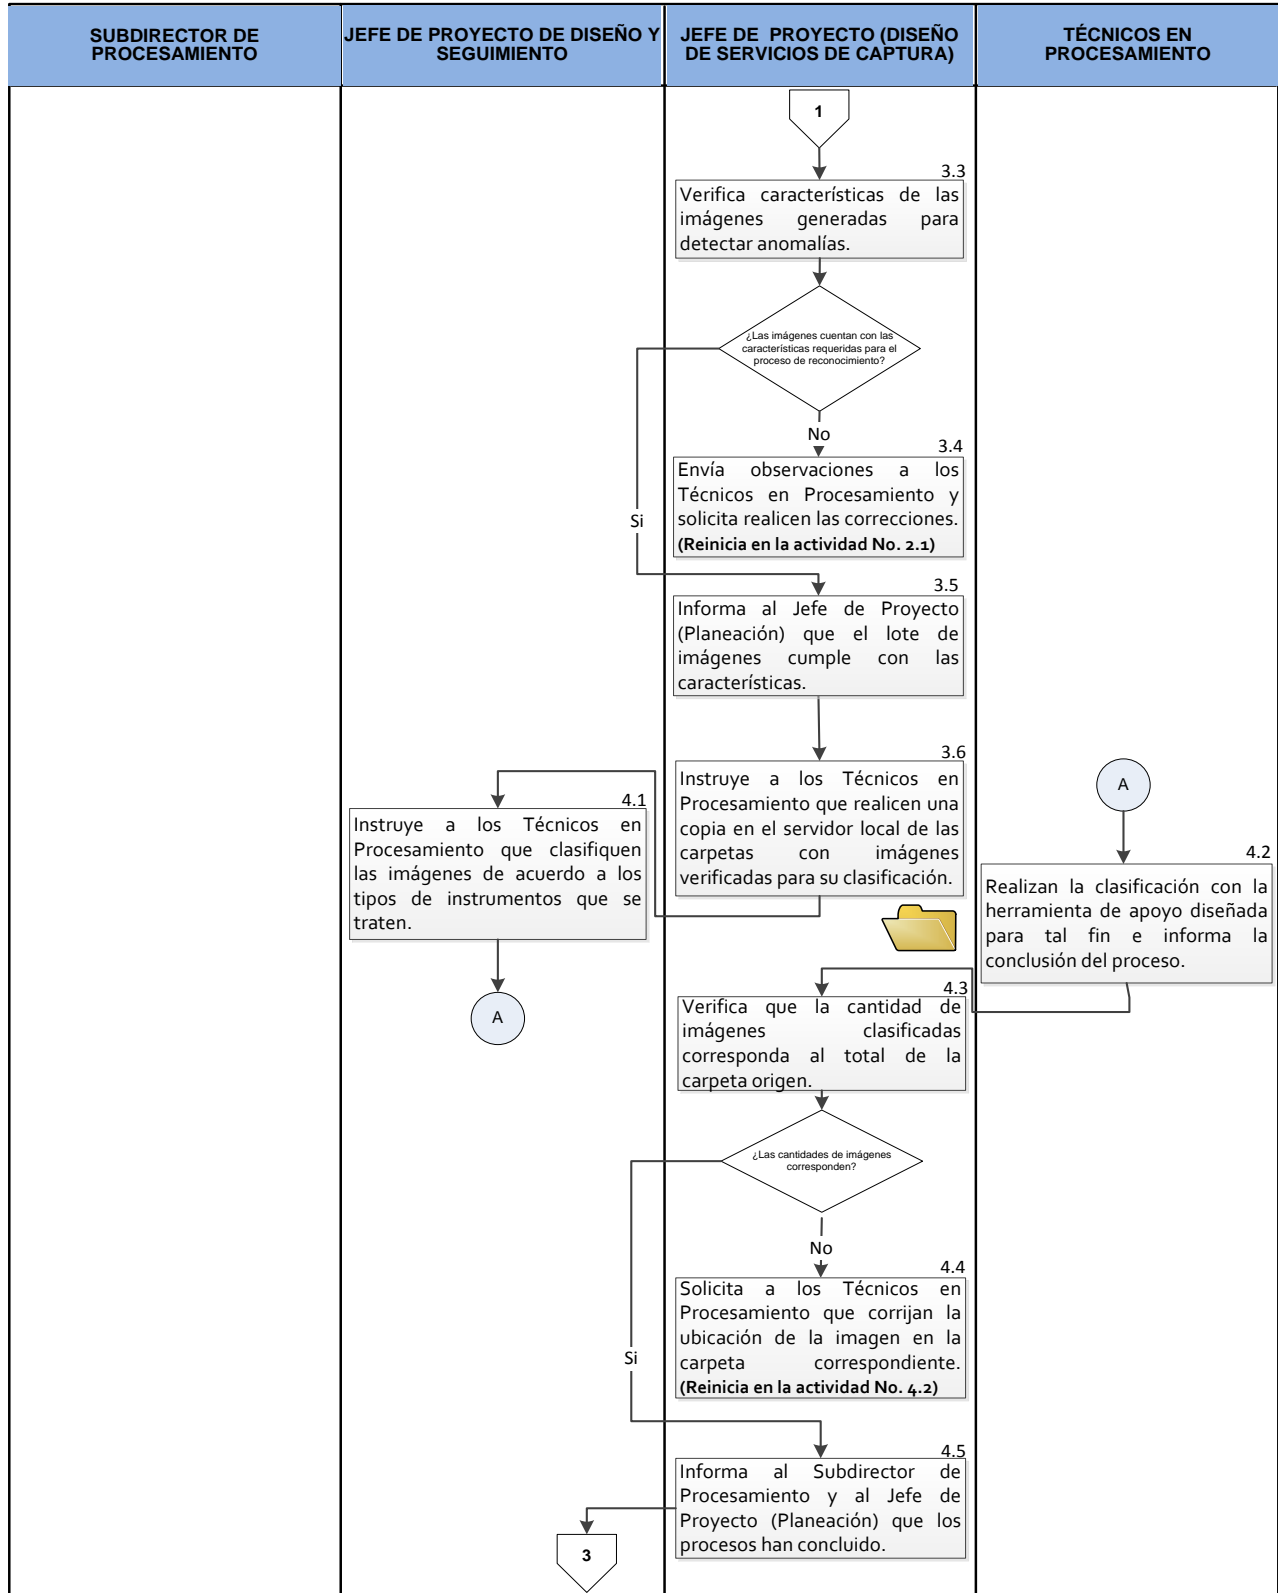 SUBDIRECTOR DE
PROCESAMIENTO
JEFE DE PROYECTO DE DISEÑO Y
SEGUIMIENTO
JEFE DE PROYECTO (DISEÑO
DE SERVICIOS DE CAPTURA)
TÉCNICOS EN
PROCESAMIENTO
1
3.3
Verifica características de las
imágenes generadas para
detectar anomalías.
¿Las imágenes cuentan con las
características requeridas para el
proceso de reconocimiento?
No
3.4
Envía observaciones a los
Técnicos en Procesamiento y
solicita realicen las correcciones.
(Reinicia en la actividad No. 2.1)
Si
3.5
Informa al Jefe de Proyecto
(Planeación) que el lote de
imágenes cumple con las
características.
3.6
Instruye a los Técnicos en
Procesamiento que realicen una
copia en el servidor local de las
carpetas con imágenes
verificadas para su clasificación.
4.1
Instruye a los Técnicos en
Procesamiento que clasifiquen
las imágenes de acuerdo a los
tipos de instrumentos que se
traten.
A
A
4.2
Realizan la clasificación con la
herramienta de apoyo diseñada
para tal fin e informa la
conclusión del proceso.
4.3
Verifica que la cantidad de
imágenes clasificadas
corresponda al total de la
carpeta origen.
¿Las cantidades de imágenes
corresponden?
No
4.4
Solicita a los Técnicos en
Procesamiento que corrijan la
ubicación de la imagen en la
carpeta correspondiente.
(Reinicia en la actividad No. 4.2)
Si
4.5
Informa al Subdirector de
Procesamiento y al Jefe de
Proyecto (Planeación) que los
procesos han concluido.
3